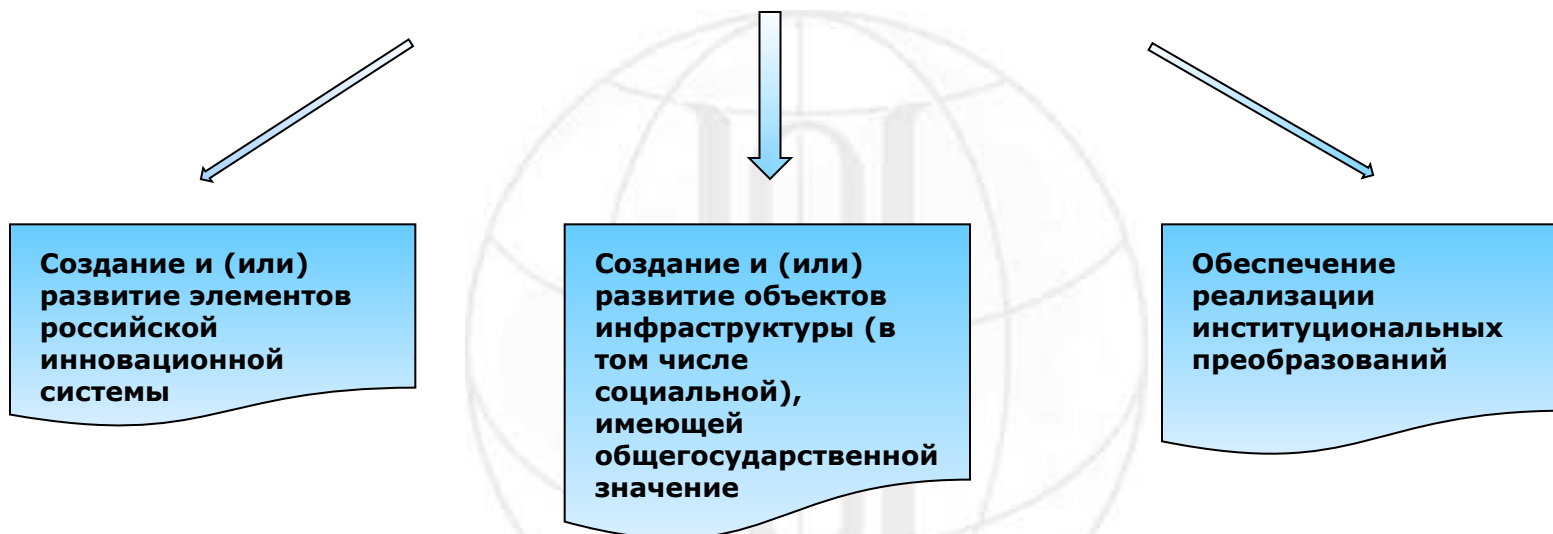 Создание и (или)
развитие элементов
российской
инновационной
системы
Создание и (или)
развитие объектов
инфраструктуры (в
том числе
социальной),
имеющей
общегосударственной
значение
Обеспечение
реализации
институциональных
преобразований